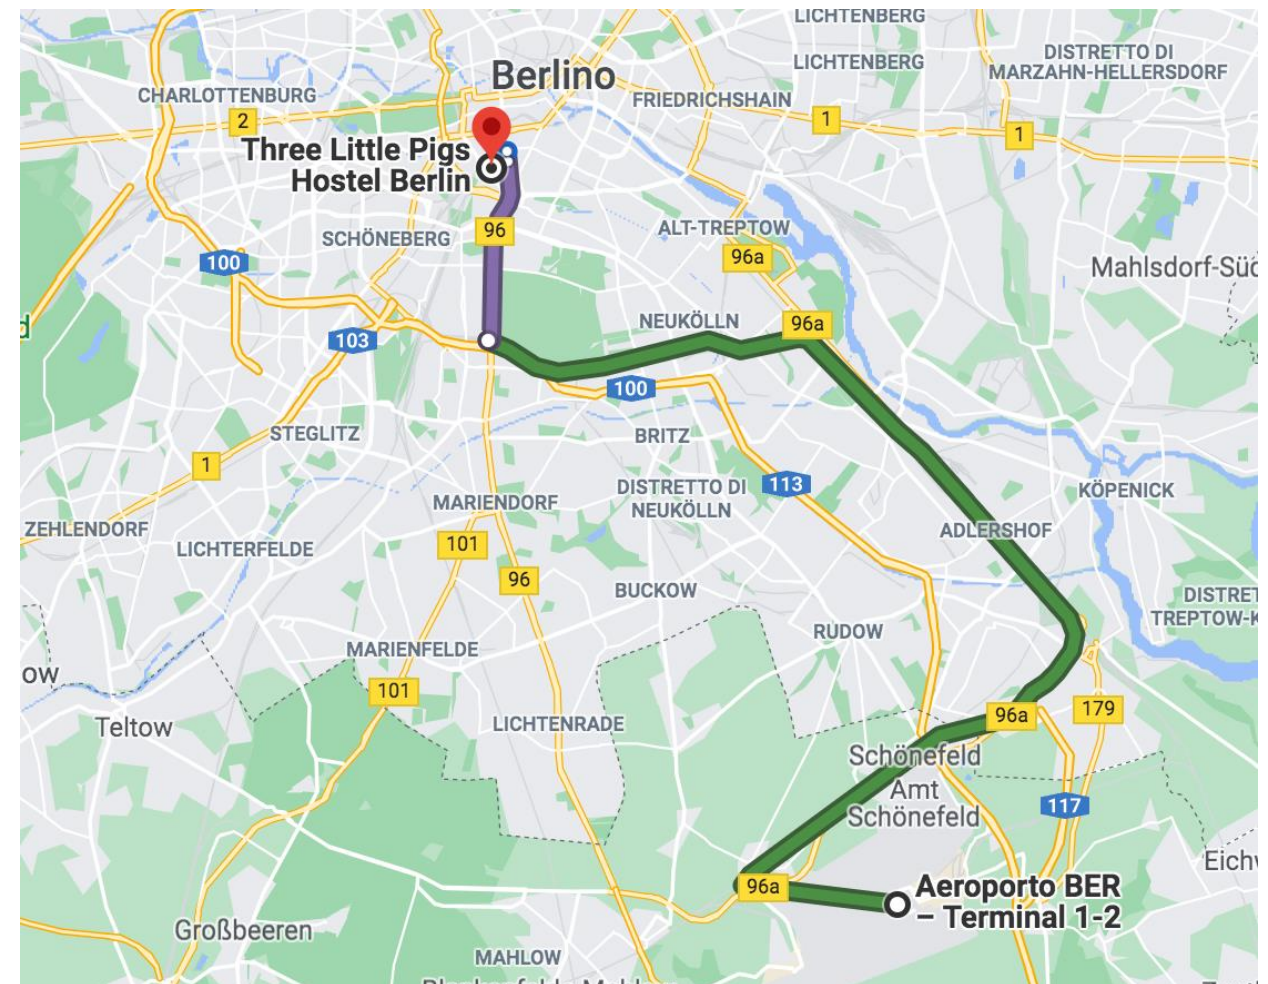 LICHTENBERG
DISTRETTO DI
MARZAHN-HELLERSDORF
LICHTENBERG
Berlino
CHARLOTTENBURG
FRIEDRICHSHAIN
2
1
1
Three Little Pigs
Hostel Berlin
96
SCHÖNEBERG
ALT-TREPTOW
96a
100
Mahlsdorf-Süd
d
103
NEUKÖLLN
96a
100
STEGLITZ
BRITZ
1
113
DISTRETTO DI
NEUKÖLLN
KÖPENICK
MARIENDORF
ZEHLENDORF
ADLERSHOF
LICHTERFELDE
101
96
BUCKOW
DISTRET
TREPTOW-K
RUDOW
MARIENFELDE
ow
101
Teltow
LICHTENRADE
96a
179
Schönefeld
Amt
Schönefeld
117
Eichw
96a
Aeroporto BER
– Terminal 1-2
Großbeeren
MAHLOW